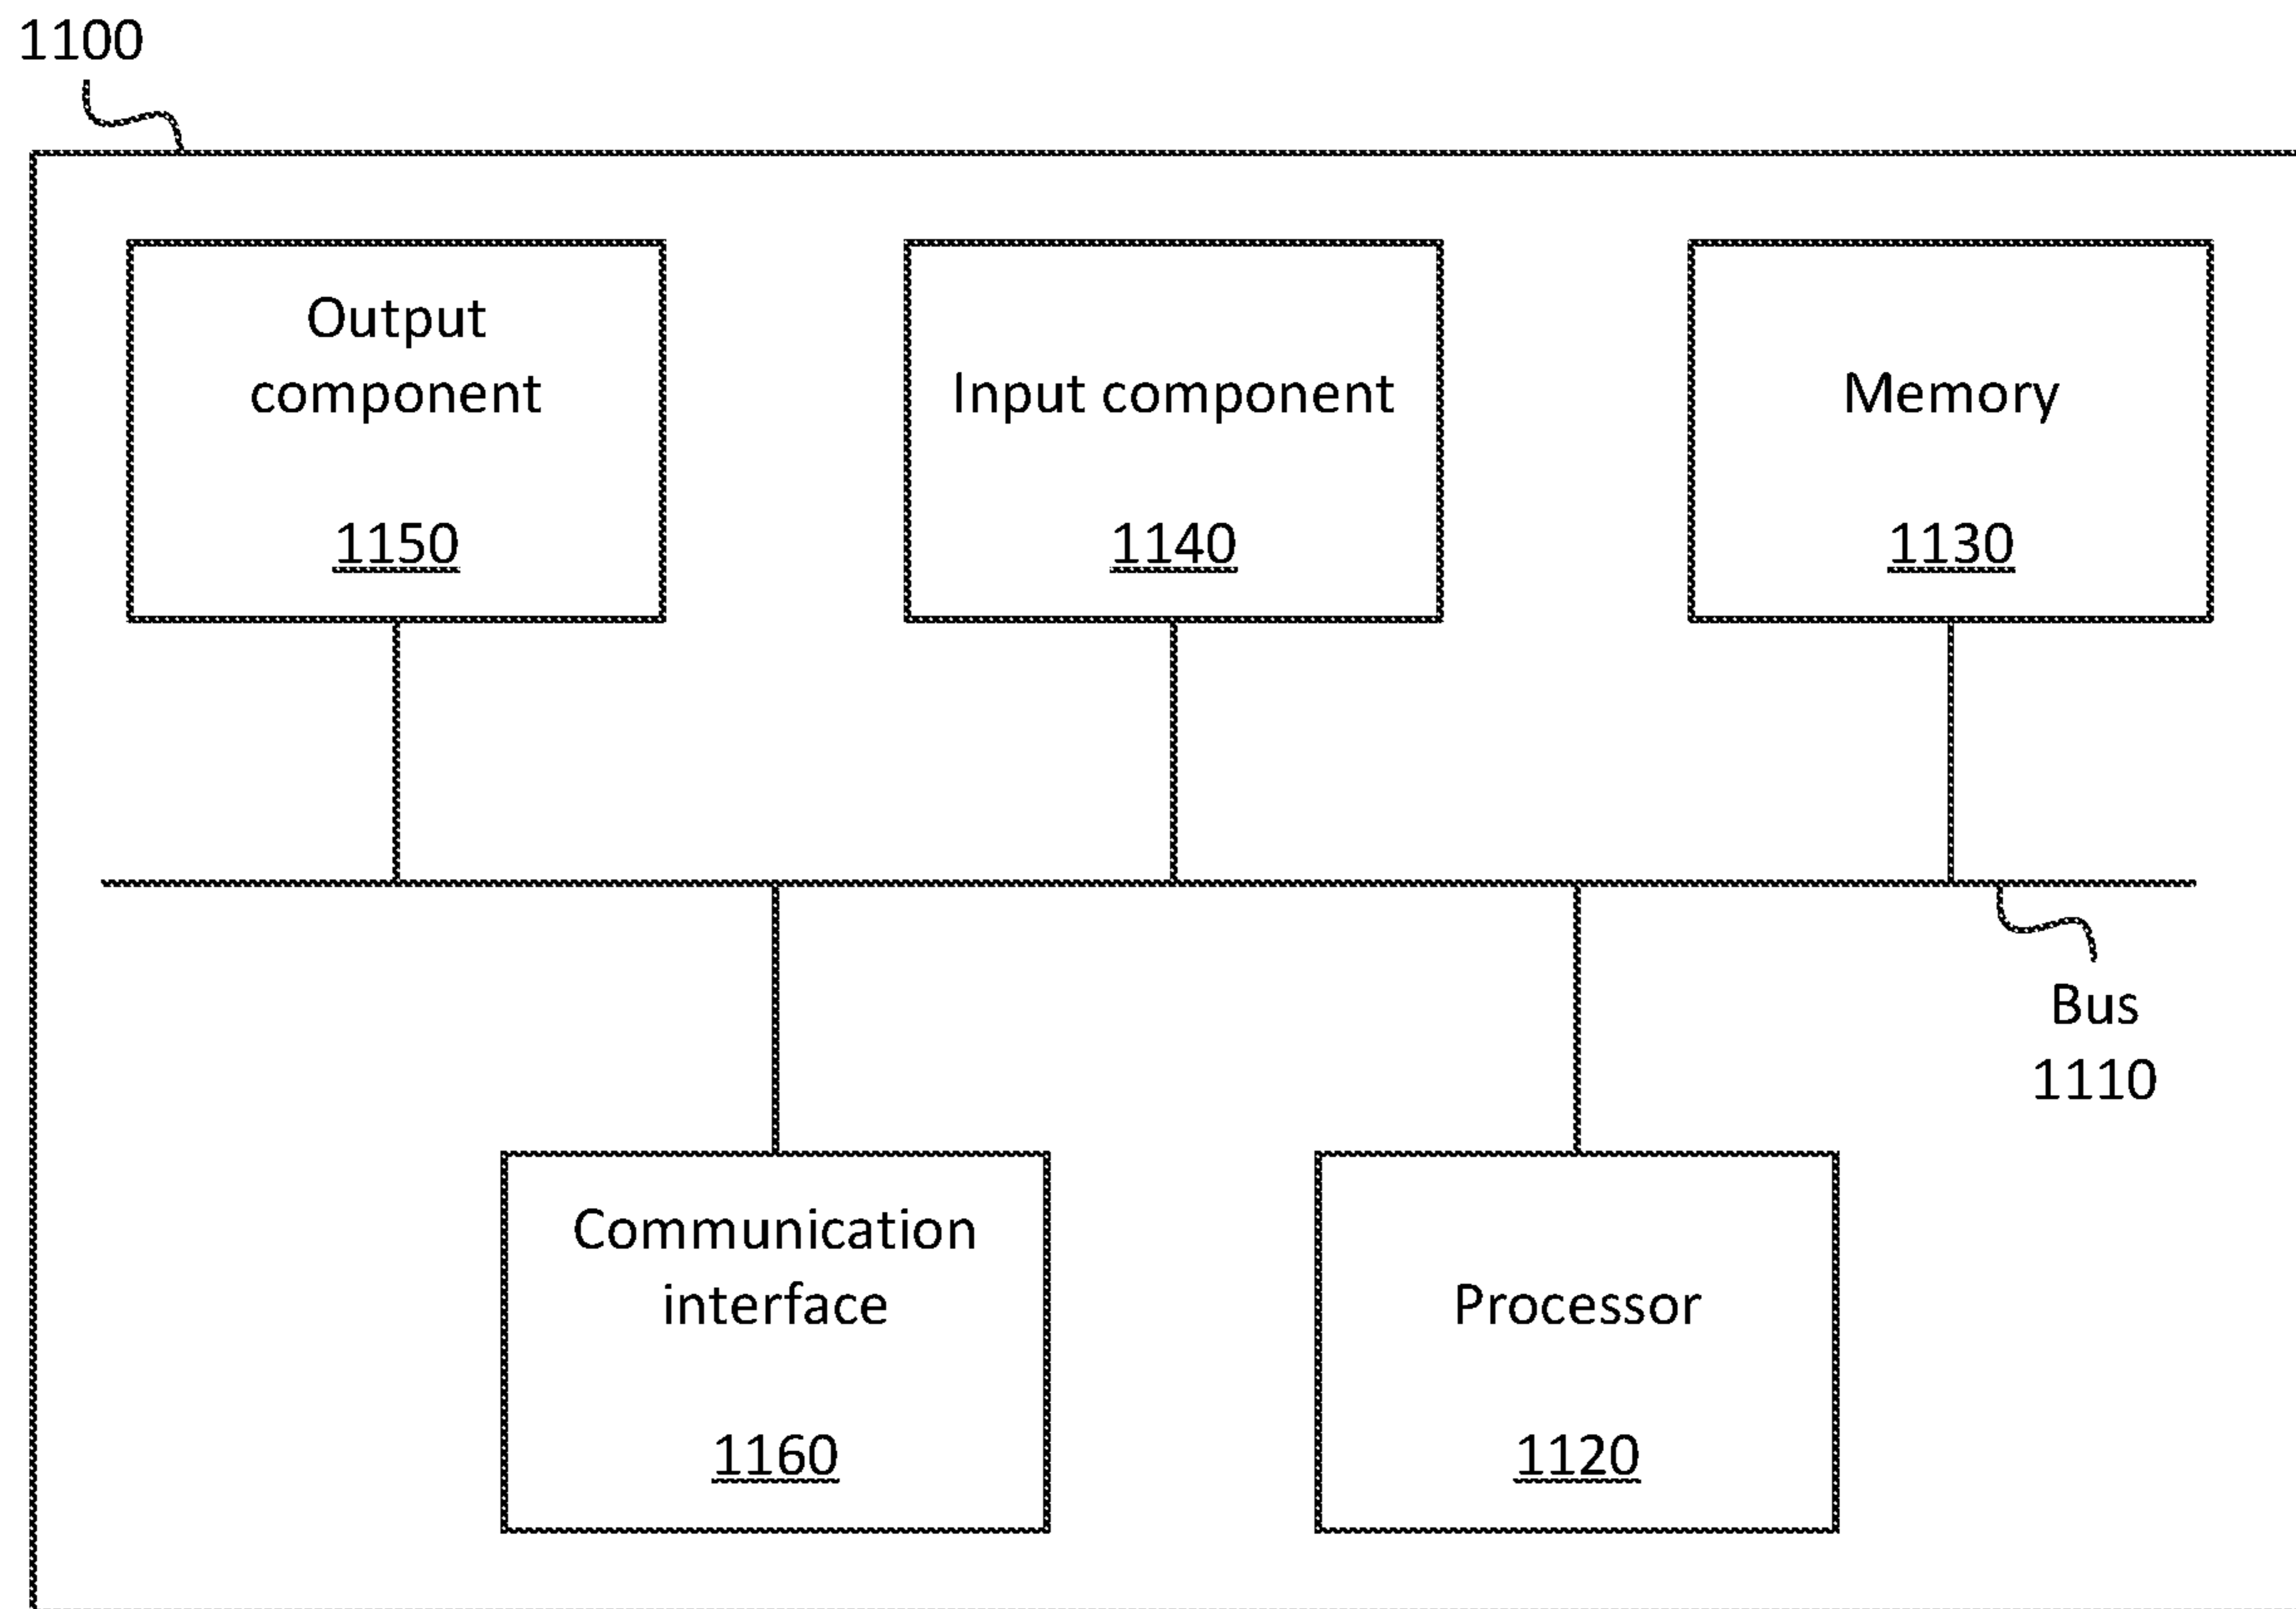 1100
Output
component
1150
Input component
1140
Memory
1130
Bus
1110
Communication
interface
1160
Processor
1120